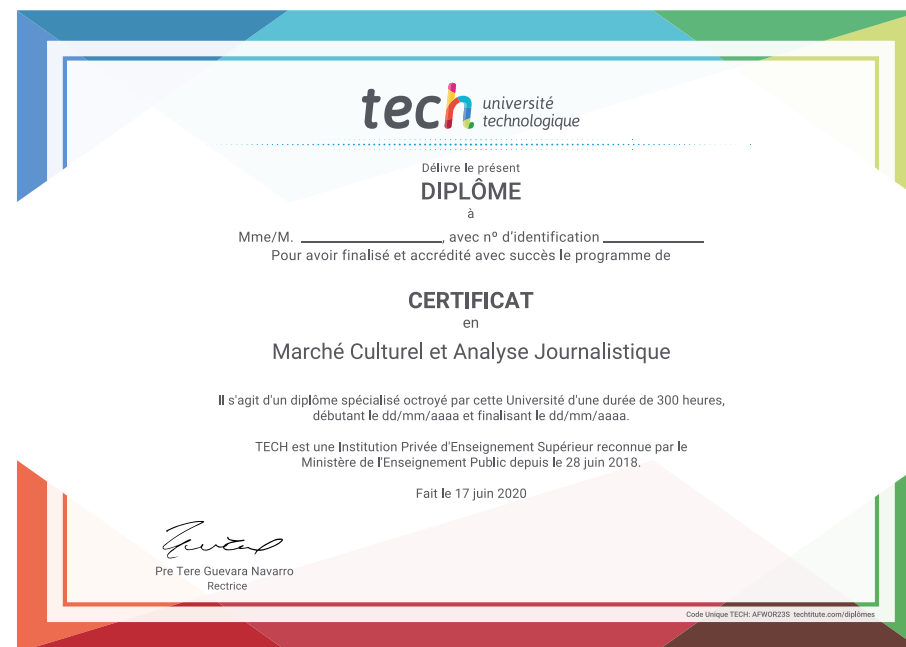 tech université
technologique
Délivre le présent
DIPLÔME
à
Mme/M. ____________________, avec nº d'identification ______________
Pour avoir finalisé et accrédité avec succès le programme de
CERTIFICAT
en
Marché Culturel et Analyse Journalistique
Il s'agit d'un diplôme spécialisé octroyé par cette Université d'une durée de 300 heures,
débutant le dd/mm/aaaa et finalisant le dd/mm/aaaa.
TECH est une Institution Privée d'Enseignement Supérieur reconnue par le
Ministère de l'Enseignement Public depuis le 28 juin 2018.
Fait le 17 juin 2020
Pre Tere Guevara Navarro
Rectrice
Code Unique TECH: AFWOR23S techtitute.com/diplômes